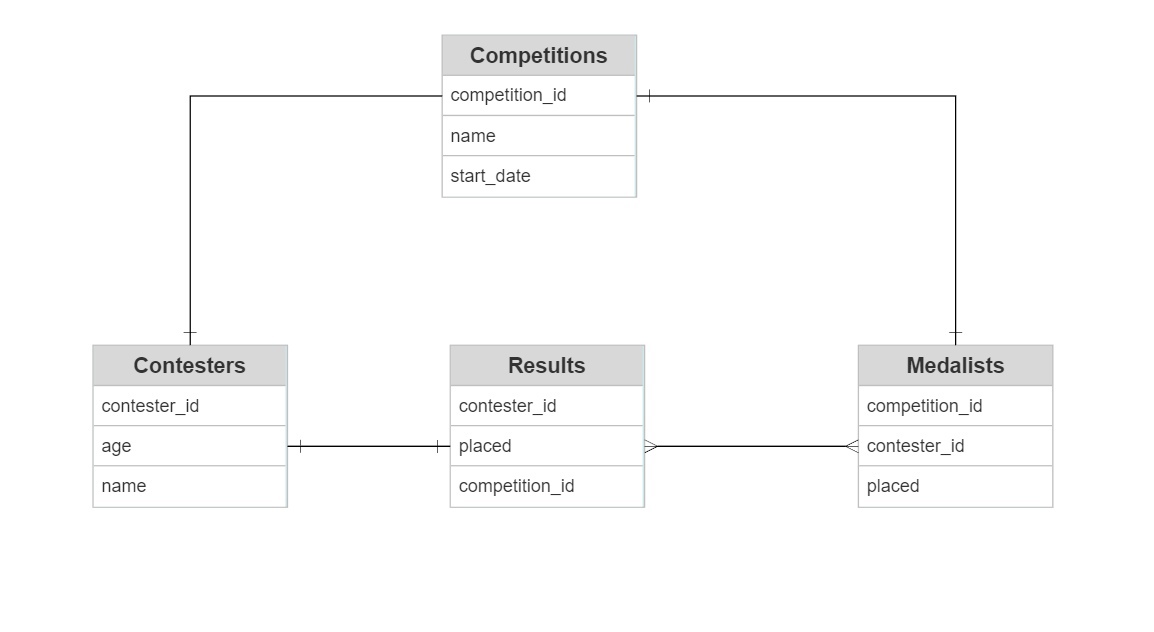 Competitions
competition_id
name
start_date
Contesters
contester_id
age
name
Results
contester_id
placed
competition_id
Medalists
competition_id
contester_id
placed